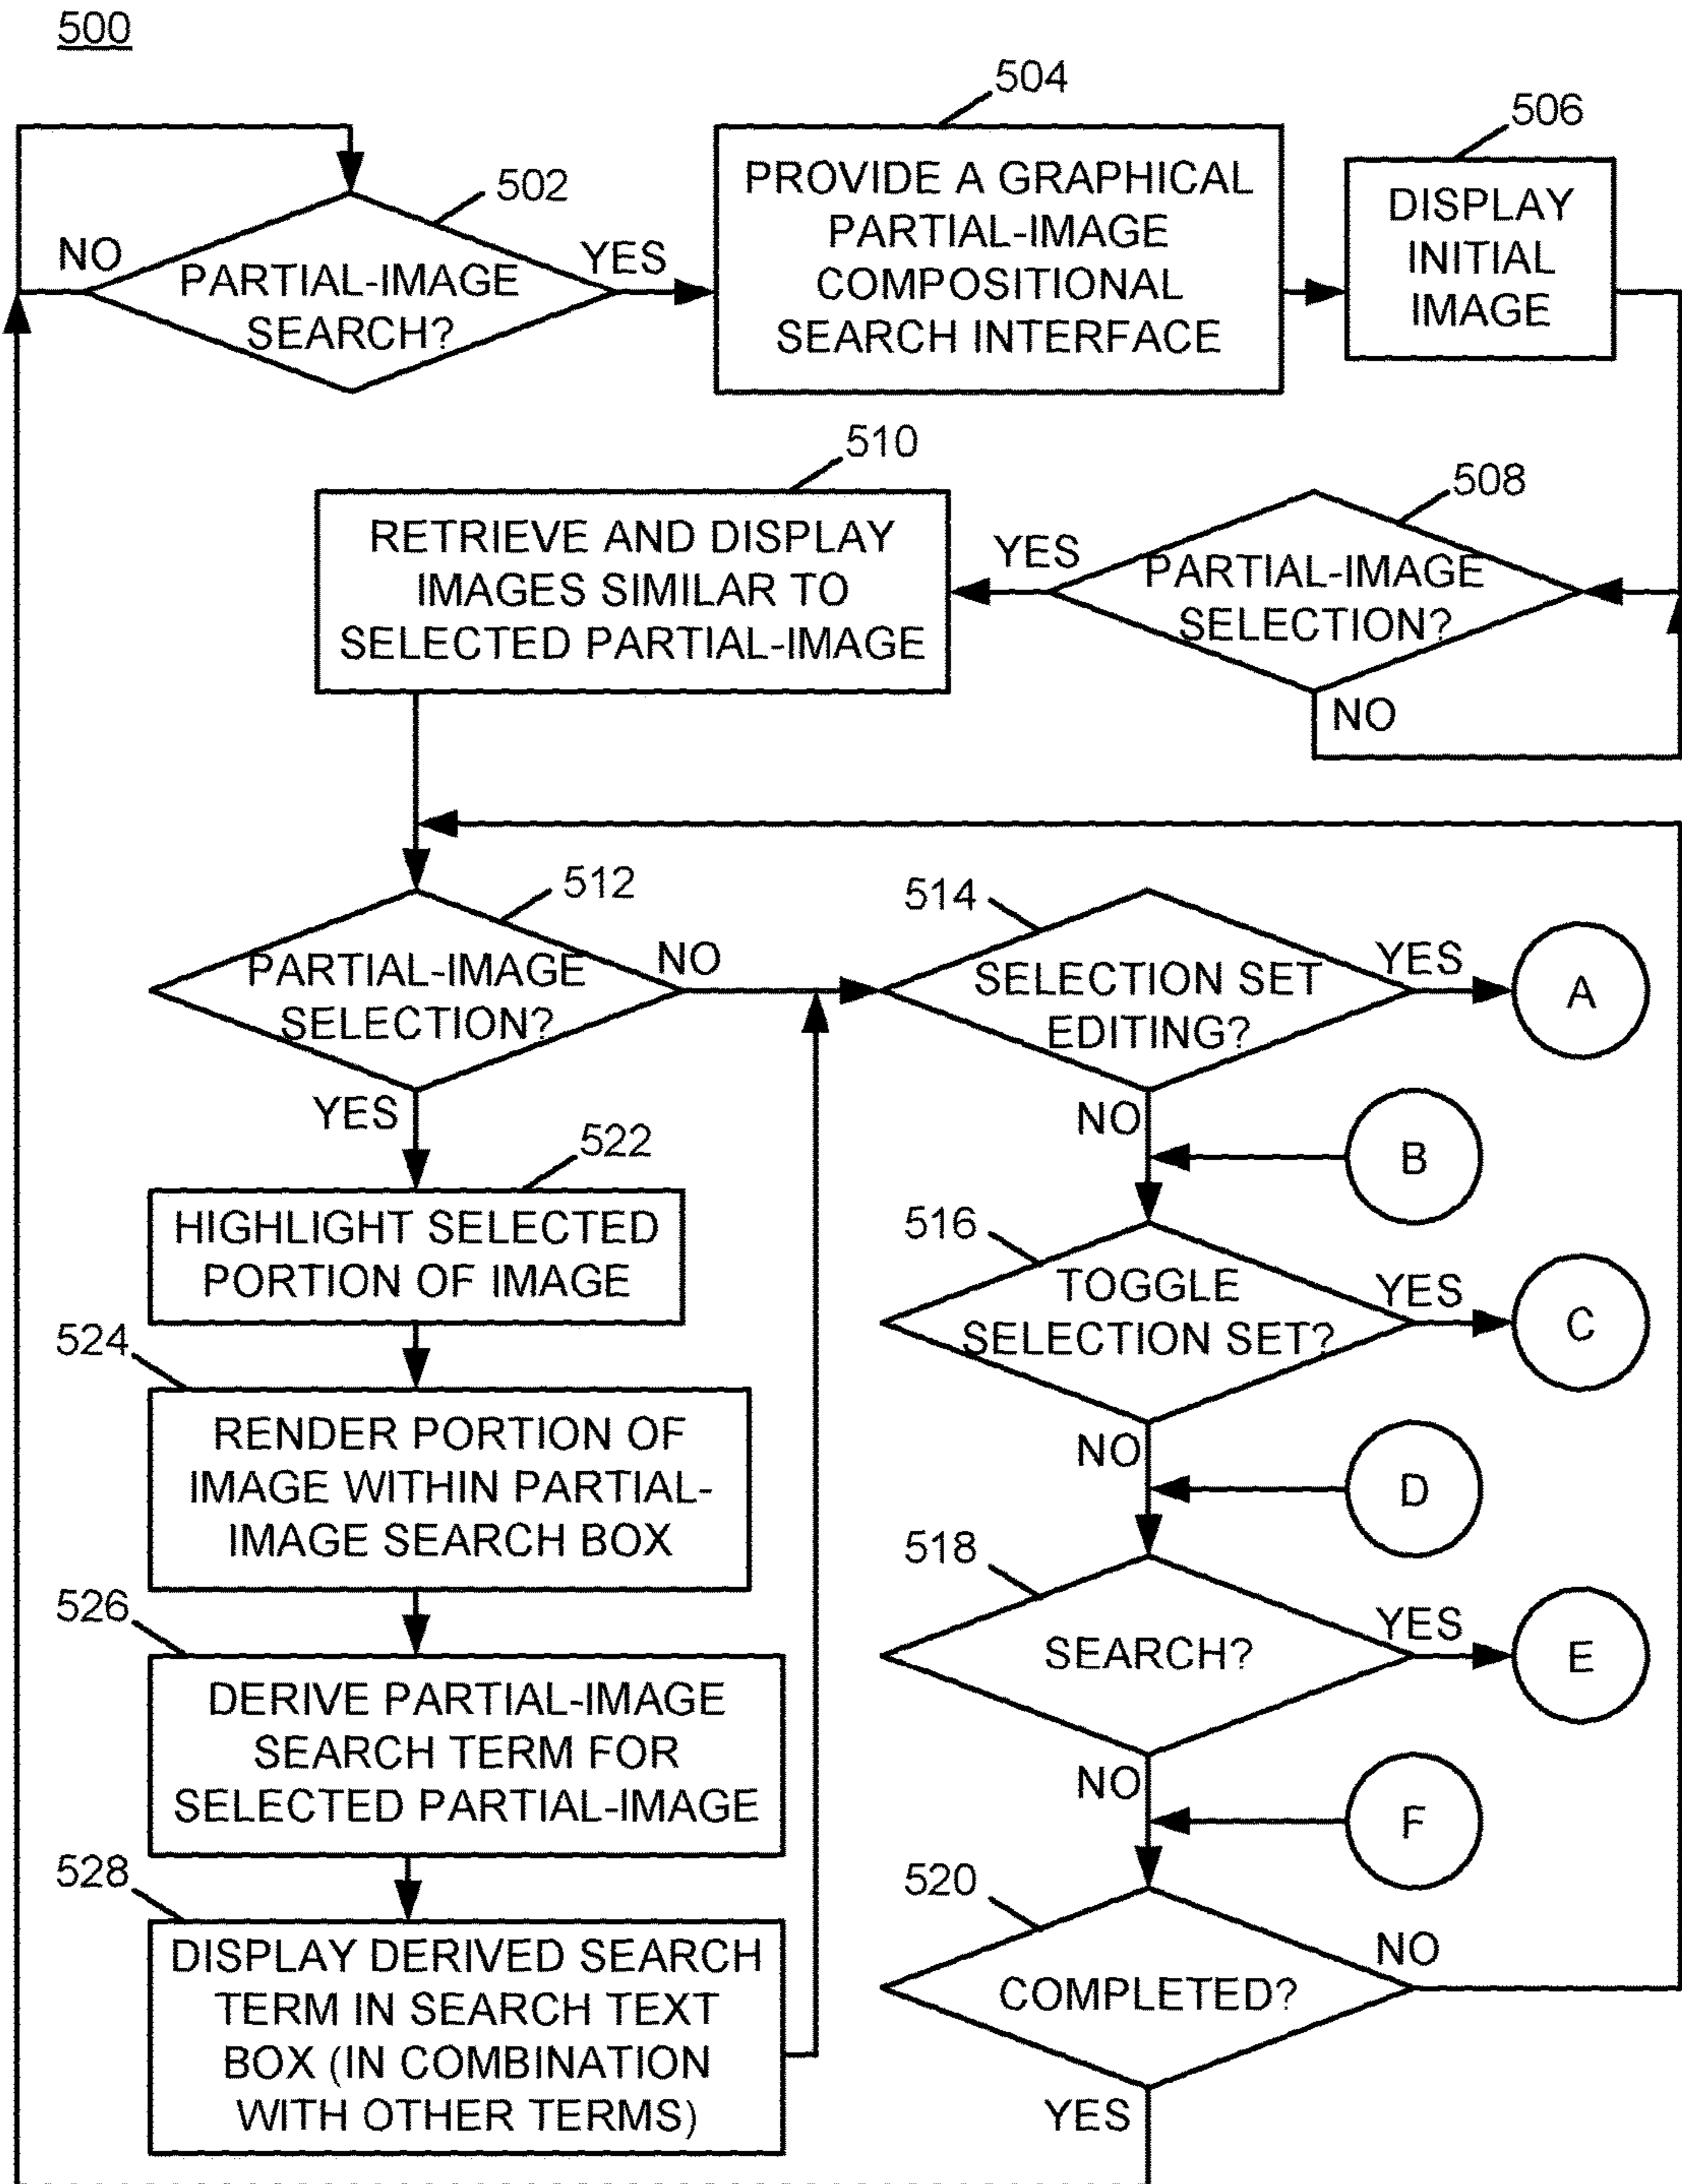 500
504
506
502
NO
YES
PARTIAL-IMAGE
SEARCH?
PROVIDE A GRAPHICAL
PARTIAL-IMAGE
COMPOSITIONAL
SEARCH INTERFACE
DISPLAY
INITIAL
IMAGE
510
508
RETRIEVE AND DISPLAY
IMAGES SIMILAR TO
SELECTED PARTIAL-IMAGE
YES
PARTIAL-IMAGE
SELECTION?
NO
512
514
PARTIAL-IMAGE
SELECTION?
NO
SELECTION SET
EDITING?
YES
A
YES
NO
B
522
HIGHLIGHT SELECTED
PORTION OF IMAGE
516
TOGGLE
SELECTION SET?
YES
C
524
RENDER PORTION OF
IMAGE WITHIN PARTIAL-
IMAGE SEARCH BOX
NO
D
518
526
SEARCH?
YES
E
DERIVE PARTIAL-IMAGE
SEARCH TERM FOR
SELECTED PARTIAL-IMAGE
NO
F
528
520
DISPLAY DERIVED SEARCH
TERM IN SEARCH TEXT
BOX (IN COMBINATION
WITH OTHER TERMS)
COMPLETED?
NO
YES